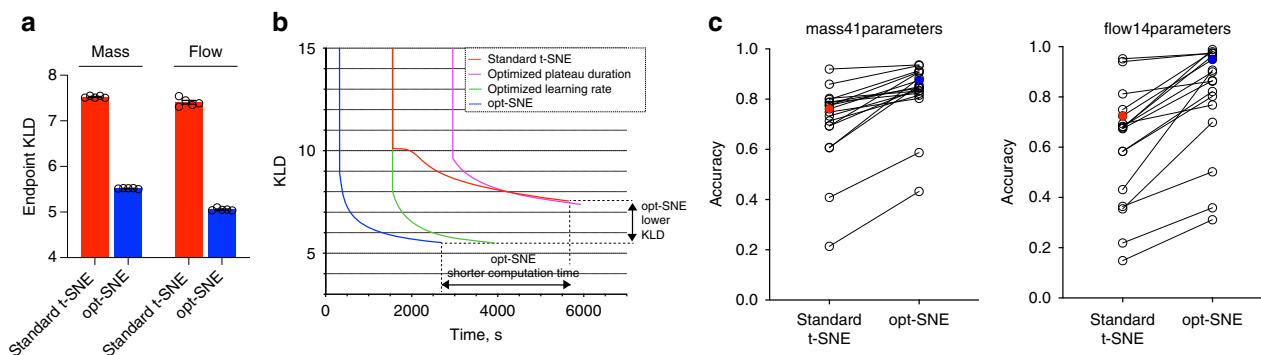 a
Mass
Flow
Endpoint KLD
8
7
6
5
4
Standard t-SNE
opt-SNE
Standard t-SNE
opt-SNE
b
KLD
15
10
5
Standard t-SNE
Optimized plateau duration
Optimized learning rate
opt-SNE
opt-SNE
lower
KLD
opt-SNE
shorter computation time
0
2000
4000
6000
Time, s
c
mass41parameters
Accuracy
1.0
0.8
0.6
0.4
0.2
0.0
Standard
t-SNE
opt-SNE
flow14parameters
Accuracy
1.0
0.8
0.6
0.4
0.2
0.0
Standard
t-SNE
opt-SNE